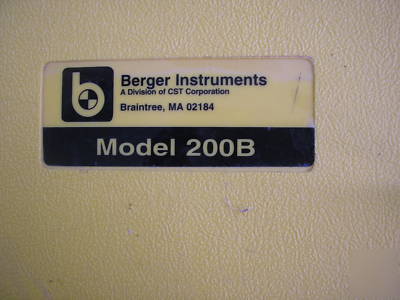 b
Berger Instruments
A Division of CST Corporation
Braintree, MA 02184
Model 200B